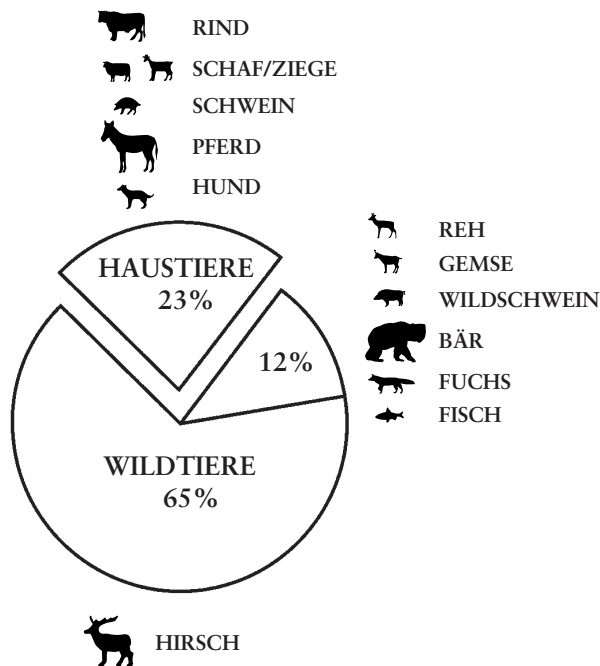 RIND
SCHAF/ZIEGE
SCHWEIN
PFERD
HUND
HAUSTIERE
23%
REH
GEMSE
WILDSCHWEIN
BÄR
FUCHS
FISCH
12%
WILDTIERE
65%
HIRSCH